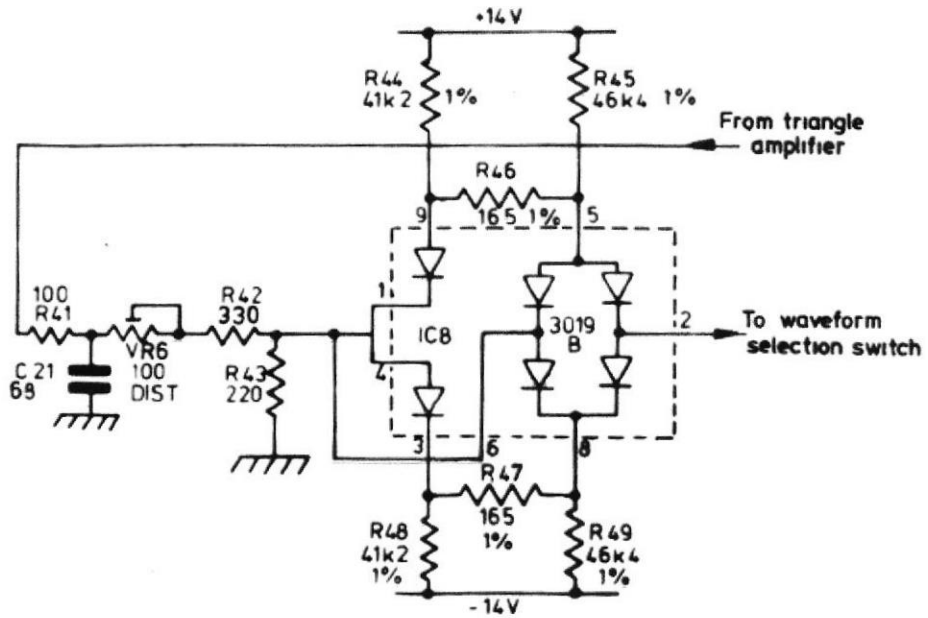 +14V
R44
41k2
1%
R45
46k4 1%
From triangle
amplifier
R46
165 1%
9
5
100
R41
R42
330
1
IC8
3019
B
2
To waveform
selection switch
C21
68
VR6
100
DIST
R43
220
4
3
6
8
R47
165
1%
R48
41k2
1%
R49
46k4
1%
-14V